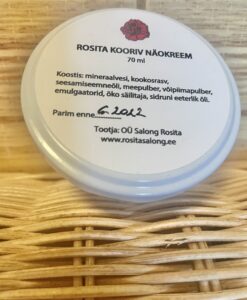 ROSITA KOORIV NÄOKREEM
70 ml
Koostis: mineraalvesi, kookosrasv,
seesamiseemneõli, meepulber, võipiimapulber,
emulgaatorid, öko säilitaja, sidruni eeterlik õli.
Parim enne 6.2022
Tootja: OÜ Salong Rosita
www.rositasalong.ee